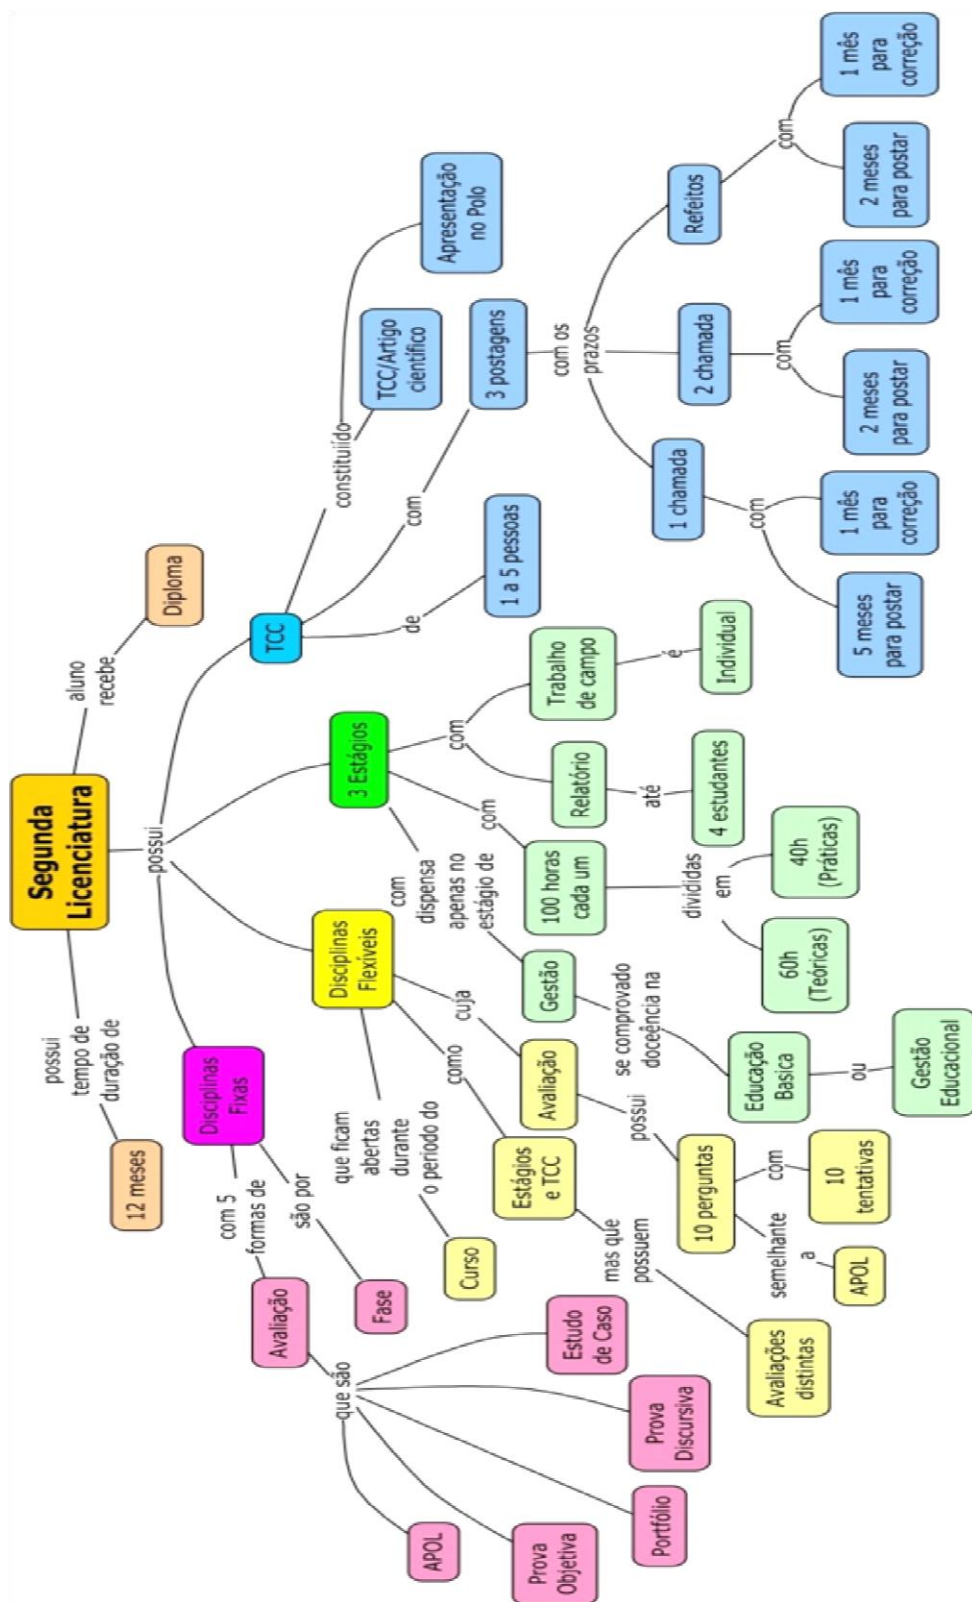 Segunda
Licenciatura
possui
tempo de
duração de
12 meses
aluno
recebe
Diploma
possui
Disciplinas
Fixas
com 5
formas de
Avaliação
que são
APOL
Prova
Objetiva
Portfólio
Prova
Discursiva
Estudo
de Caso
são por
Fase
Disciplinas
Flexíveis
que ficam
abertas
durante
o periodo do
Curso
como
Estágios
e TCC
mas que
possuem
Avaliações
distintas
cuja
Avaliação
possui
10 perguntas
semelhante
a
APOL
com
10
tentativas
3 Estágios
com
dispensa
apenas no
estágio de
Gestão
se comprovado
doceência na
Educação
Basica
ou
Gestão
Educacional
com
100 horas
cada um
divididas
em
60h
(Teóricas)
40h
(Práticas)
com
Relatório
até
4 estudantes
Trabalho
de campo
é
Individual
TCC
de
1 a 5 pessoas
com
3 postagens
com os
prazos
1 chamada
com
5 meses
para postar
1 mês
para
correção
2 chamada
com
2 meses
para postar
1 mês
para
correção
Refeitos
com
2 meses
para postar
1 mês
para
correção
constituiído
TCC/Artigo
científico
Apresentação
no Polo